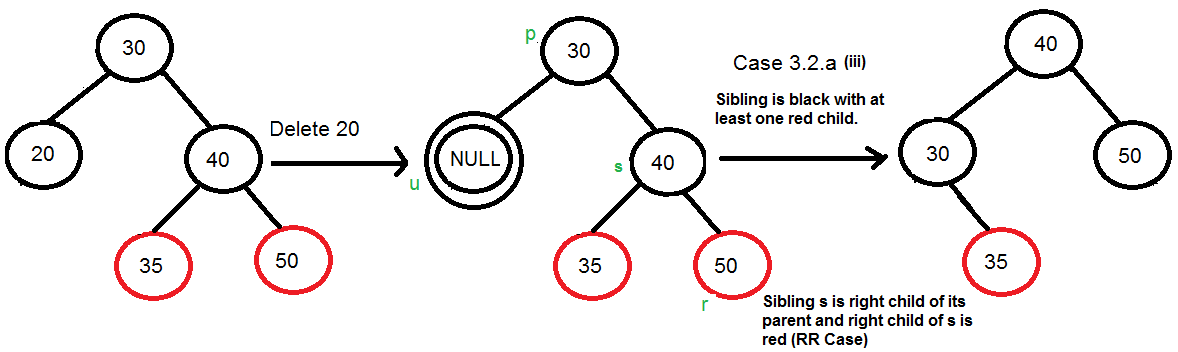 30
20
40
35
50
Delete 20
p
30
NULL
u
s
40
35
50
r
Case 3.2.a (iii)
Sibling is black with at
least one red child.
Sibling s is right child of its
parent and right child of s is
red (RR Case)
40
30
50
35